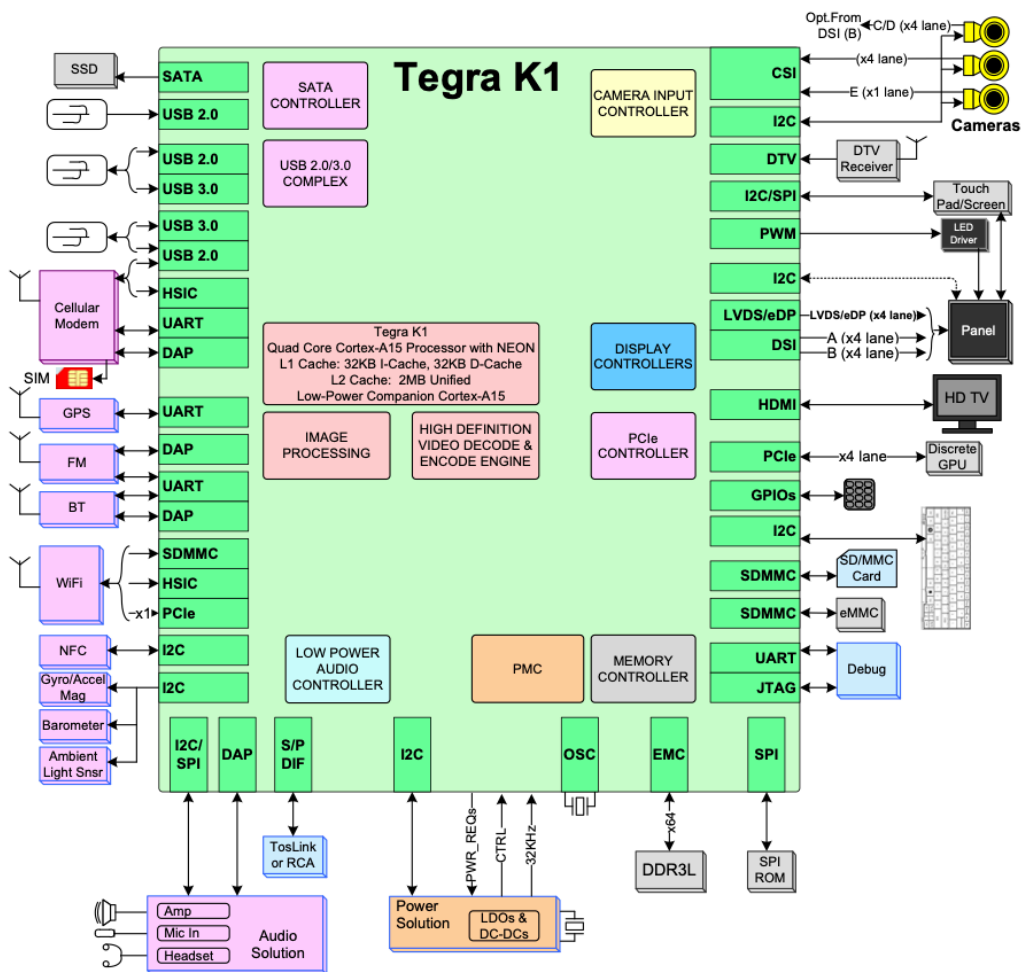 Tegra K1
SSD
SATA
USB 2.0
USB 2.0
USB 3.0
USB 3.0
USB 2.0
HSIC
UART
DAP
Cellular
Modem
SIM
GPS
UART
FM
DAP
UART
BT
DAP
WiFi
SDMMC
HSIC
x1
PCIe
NFC
I2C
Gyro/Accel
Mag
I2C
Barometer
Ambient
Light Snsr
SATA
CONTROLLER
USB 2.0/3.0
COMPLEX
CAMERA INPUT
CONTROLLER
Tegra K1
Quad Core Cortex-A15 Processor with NEON
L1 Cache: 32KB I-Cache, 32KB D-Cache
L2 Cache: 2MB Unified
Low-Power Companion Cortex-A15
IMAGE
PROCESSING
HIGH DEFINITION
VIDEO DECODE &
ENCODE ENGINE
DISPLAY
CONTROLLERS
PCIe
CONTROLLER
LOW POWER
AUDIO
CONTROLLER
PMC
MEMORY
CONTROLLER
Opt.From
DSI (B)
C/D (x4 lane)
(x4 lane)
E (x1 lane)
Cameras
CSI
I2C
DTV
DTV
Receiver
I2C/SPI
Touch
Pad/Screen
PWM
LED
Driver
I2C
LVDS/eDP
LVDS/eDP (x4 lane)
DSI
A (x4 lane)
B (x4 lane)
Panel
HDMI
HD TV
PCIe
x4 lane
Discrete
GPU
GPIOs
I2C
SDMMC
SD/MMC
Card
SDMMC
eMMC
UART
JTAG
Debug
I2C/
SPI
DAP
S/P
DIF
I2C
OSC
EMC
SPI
TosLink
or RCA
PWR_REQs
CTRL
32KHz
x64
DDR3L
SPI
ROM
Amp
Mic In
Headset
Audio
Solution
Power
Solution
LDOs &
DC-DCs